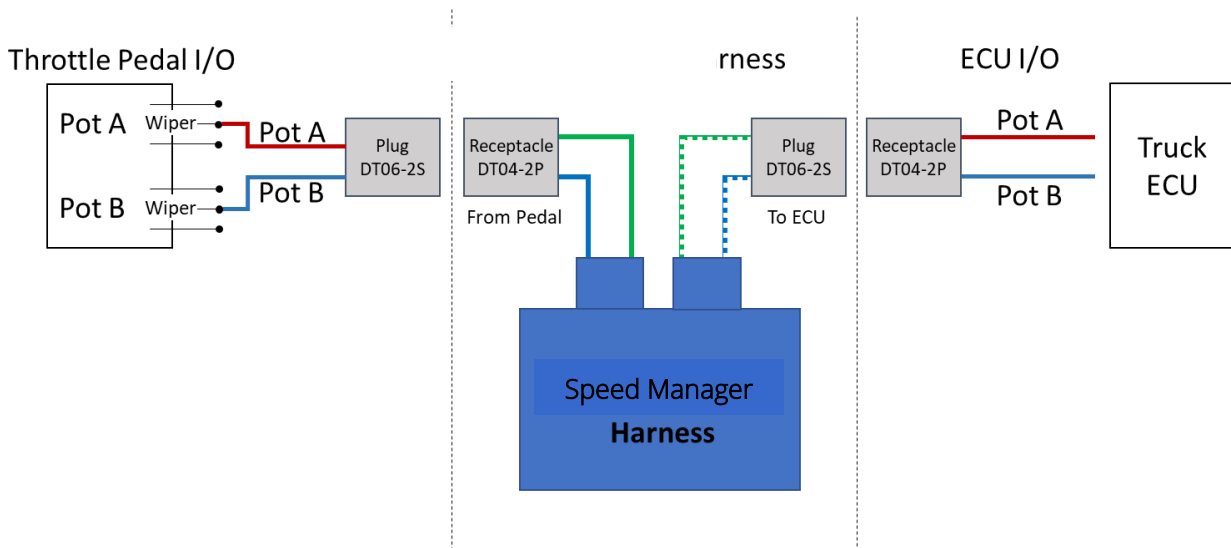 Throttle Pedal I/O
rness
ECU I/O
Pot A
Wiper
Pot A
Pot B
Wiper
Pot B
Plug
DT06-2S
Receptacle
DT04-2P
From Pedal
Plug
DT06-2S
To ECU
Receptacle
DT04-2P
Pot A
Pot B
Truck
ECU
Speed Manager
Harness